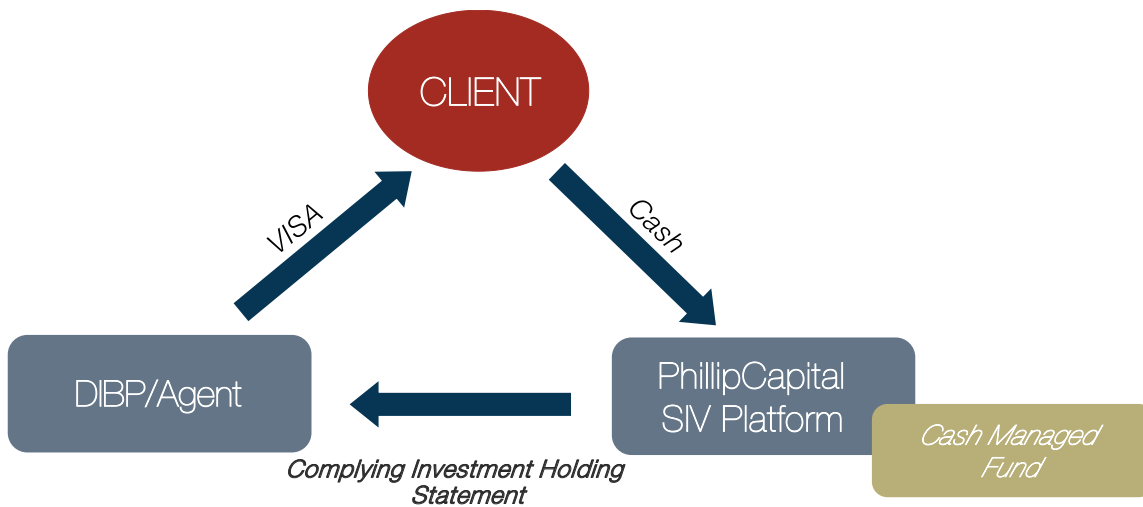 CLIENT
VISA
Cash
DIBP/Agent
PhillipCapital
SIV Platform
Cash Managed
Fund
Complying Investment Holding
Statement